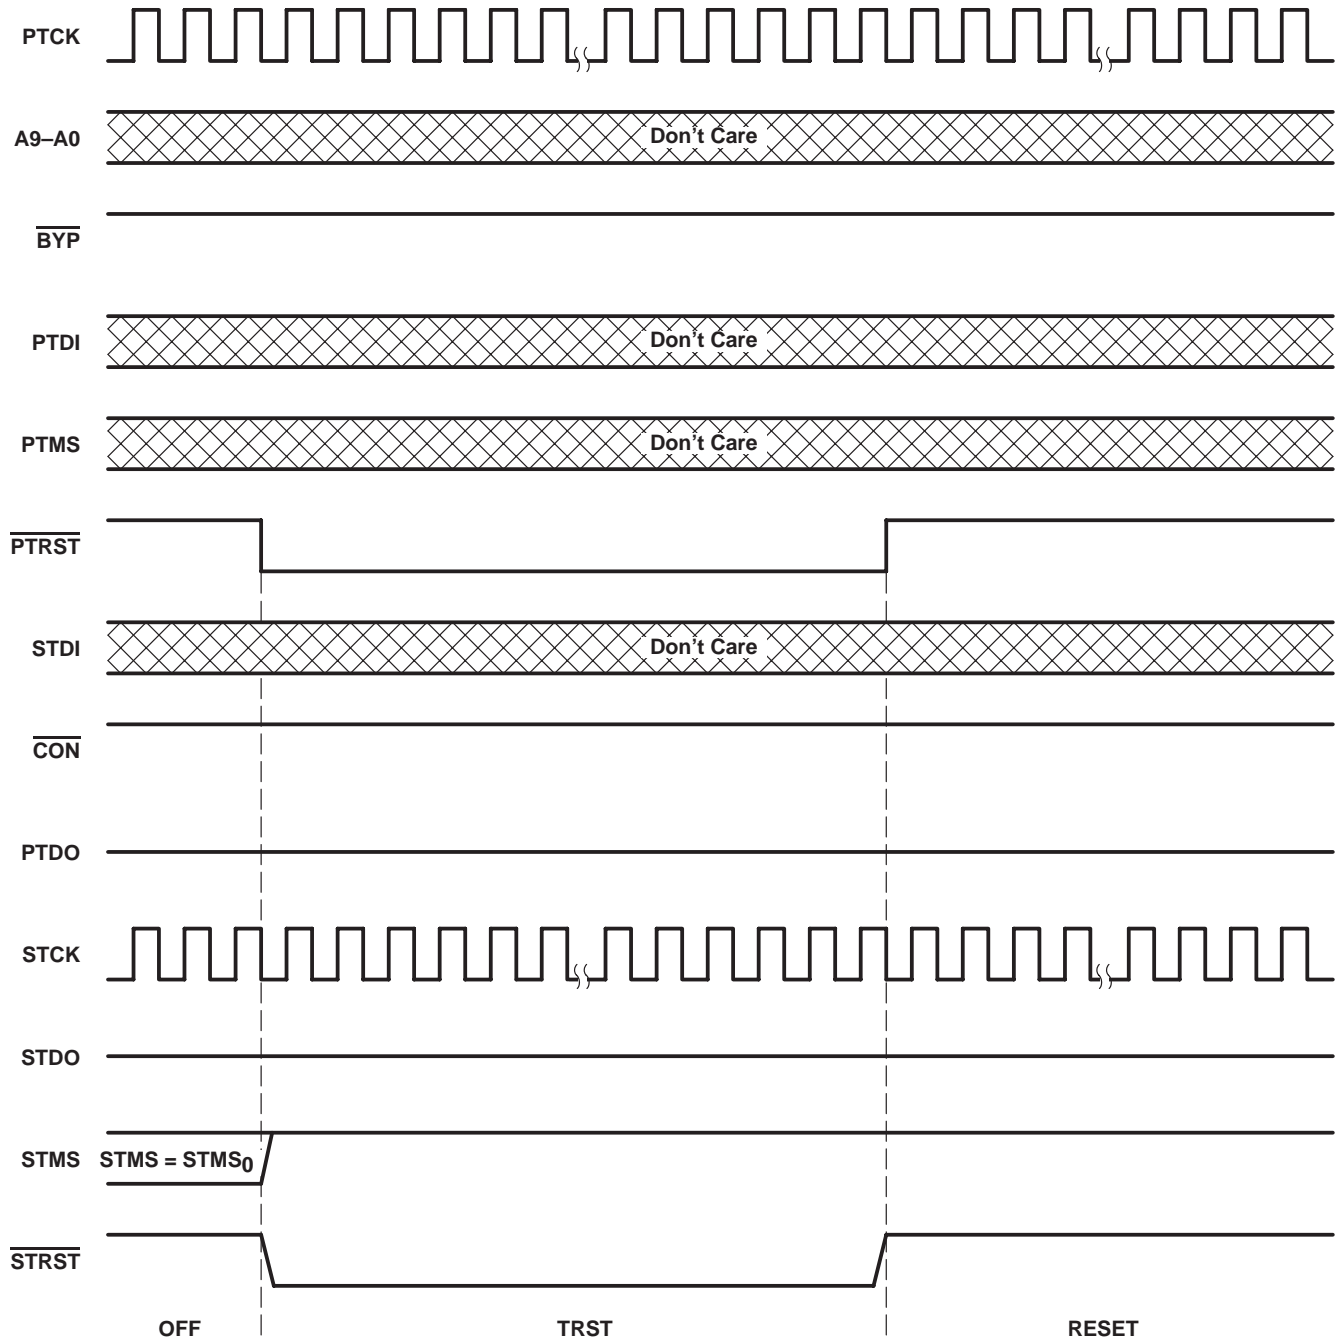 PTCK
A9–A0 Don't Care
BYP
PTDI Don't Care
PTMS Don't Care
PTRST
STDI Don't Care
CON
PTDO
STCK
STDO
STMS STMS = STMS0
STRST
OFF TRST RESET